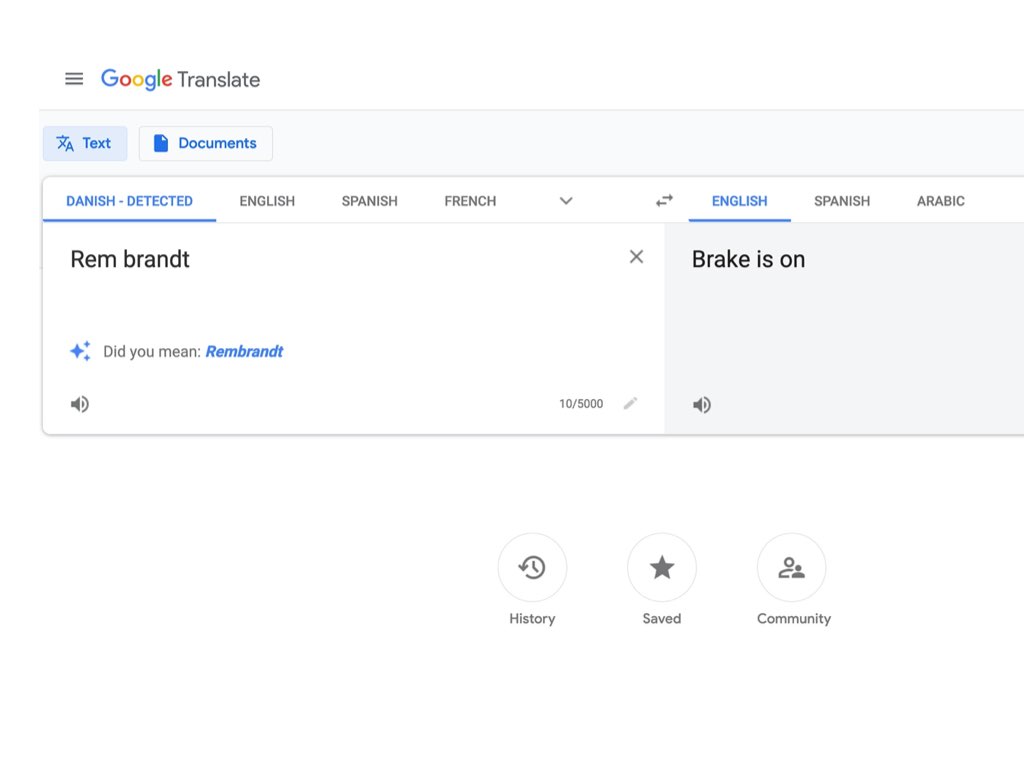 Google Translate
Text Documents
DANISH - DETECTED ENGLISH SPANISH FRENCH ENGLISH SPANISH ARABIC
Rem brandt
Brake is on
Did you mean: Rembrandt
10/5000
History Saved Community